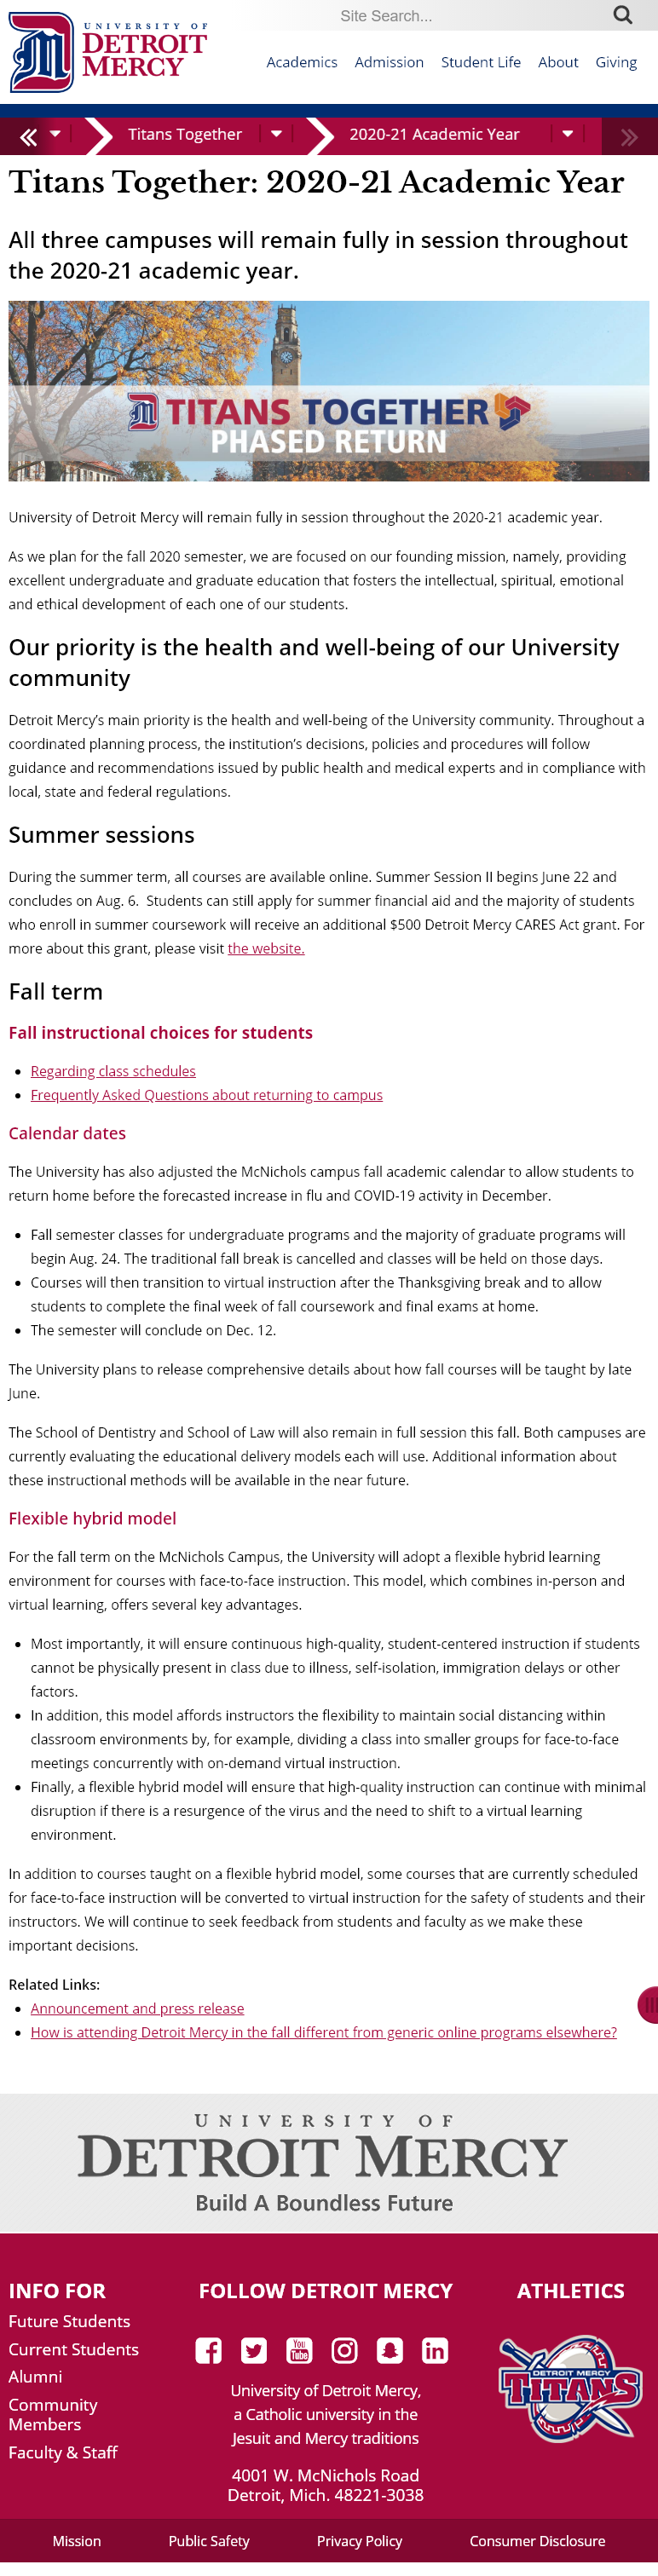 UNIVERSITY OF
DETROIT
MERCY
Site Search...
Academics Admission Student Life About Giving
Titans Together 2020-21 Academic Year
Titans Together: 2020-21 Academic Year
All three campuses will remain fully in session throughout
the 2020-21 academic year.
TITANS TOGETHER
PHASED RETURN
University of Detroit Mercy will remain fully in session throughout the 2020-21 academic year.
As we plan for the fall 2020 semester, we are focused on our founding mission, namely, providing
excellent undergraduate and graduate education that fosters the intellectual, spiritual, emotional
and ethical development of each one of our students.
Our priority is the health and well-being of our University
community
Detroit Mercy’s main priority is the health and well-being of the University community. Throughout a
coordinated planning process, the institution’s decisions, policies and procedures will follow
guidance and recommendations issued by public health and medical experts and in compliance with
local, state and federal regulations.
Summer sessions
During the summer term, all courses are available online. Summer Session II begins June 22 and
concludes on Aug. 6.  Students can still apply for summer financial aid and the majority of students
who enroll in summer coursework will receive an additional $500 Detroit Mercy CARES Act grant. For
more about this grant, please visit the website.
Fall term
Fall instructional choices for students
Regarding class schedules
Frequently Asked Questions about returning to campus
Calendar dates
The University has also adjusted the McNichols campus fall academic calendar to allow students to
return home before the forecasted increase in flu and COVID-19 activity in December.
Fall semester classes for undergraduate programs and the majority of graduate programs will
begin Aug. 24. The traditional fall break is cancelled and classes will be held on those days.
Courses will then transition to virtual instruction after the Thanksgiving break and to allow
students to complete the final week of fall coursework and final exams at home.
The semester will conclude on Dec. 12.
The University plans to release comprehensive details about how fall courses will be taught by late
June.
The School of Dentistry and School of Law will also remain in full session this fall. Both campuses are
currently evaluating the educational delivery models each will use. Additional information about
these instructional methods will be available in the near future.
Flexible hybrid model
For the fall term on the McNichols Campus, the University will adopt a flexible hybrid learning
environment for courses with face-to-face instruction. This model, which combines in-person and
virtual learning, offers several key advantages.
Most importantly, it will ensure continuous high-quality, student-centered instruction if students
cannot be physically present in class due to illness, self-isolation, immigration delays or other
factors.
In addition, this model affords instructors the flexibility to maintain social distancing within
classroom environments by, for example, dividing a class into smaller groups for face-to-face
meetings concurrently with on-demand virtual instruction.
Finally, a flexible hybrid model will ensure that high-quality instruction can continue with minimal
disruption if there is a resurgence of the virus and the need to shift to a virtual learning
environment.
In addition to courses taught on a flexible hybrid model, some courses that are currently scheduled
for face-to-face instruction will be converted to virtual instruction for the safety of students and their
instructors. We will continue to seek feedback from students and faculty as we make these
important decisions.
Related Links:
Announcement and press release
How is attending Detroit Mercy in the fall different from generic online programs elsewhere?
UNIVERSITY OF
DETROIT MERCY
Build A Boundless Future
INFO FOR
Future Students
Current Students
Alumni
Community
Members
Faculty & Staff
FOLLOW DETROIT MERCY
You
Tube
in
University of Detroit Mercy,
a Catholic university in the
Jesuit and Mercy traditions
4001 W. McNichols Road
Detroit, Mich. 48221-3038
ATHLETICS
DETROIT MERCY
TITANS
Mission Public Safety Privacy Policy Consumer Disclosure